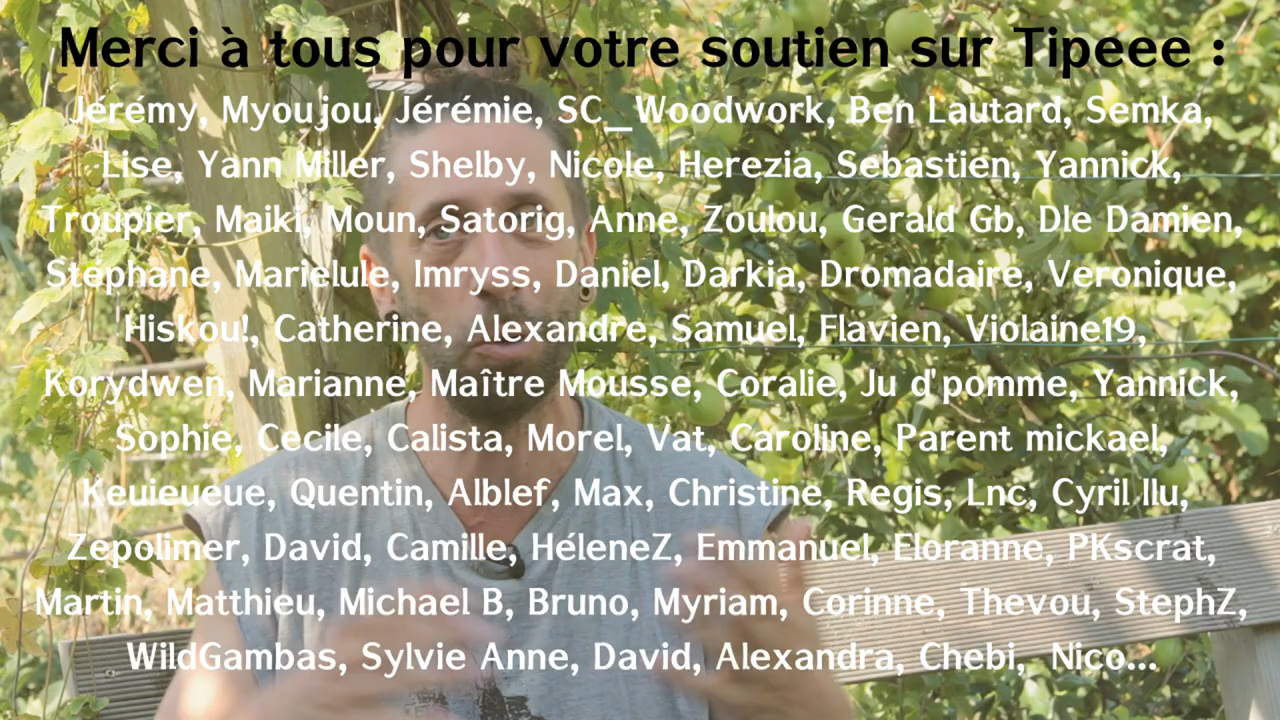 Merci à tous pour votre soutien sur Tipeee :
Jérémy, Myoujou, Jérémie, SC_Woodwork, Ben Lautard, Semka,
Lise, Yann Miller, Shelby, Nicole, Herezia, Sebastien, Yannick,
Troupier, Maiki, Moun, Satorig, Anne, Zoulou, Gerald Gb, Dle Damien,
Stéphane, Marielule, Imryss, Daniel, Darkia, Dromadaire, Veronique,
Hiskou!, Catherine, Alexandre, Samuel, Flavien, Violaine19,
Korydwen, Marianne, Maître Mousse, Coralie, Ju d'pomme, Yannick,
Sophie, Cecile, Calista, Morel, Vat, Caroline, Parent mickael,
Keuieueue, Quentin, Alblef, Max, Christine, Regis, Lnc, Cyril llu,
Zepolimer, David, Camille, HéleneZ, Emmanuel, Eloranne, PKscrat,
Martin, Matthieu, Michael B, Bruno, Myriam, Corinne, Thevou, StephZ,
WildGambas, Sylvie Anne, David, Alexandra, Chebi, Nico...